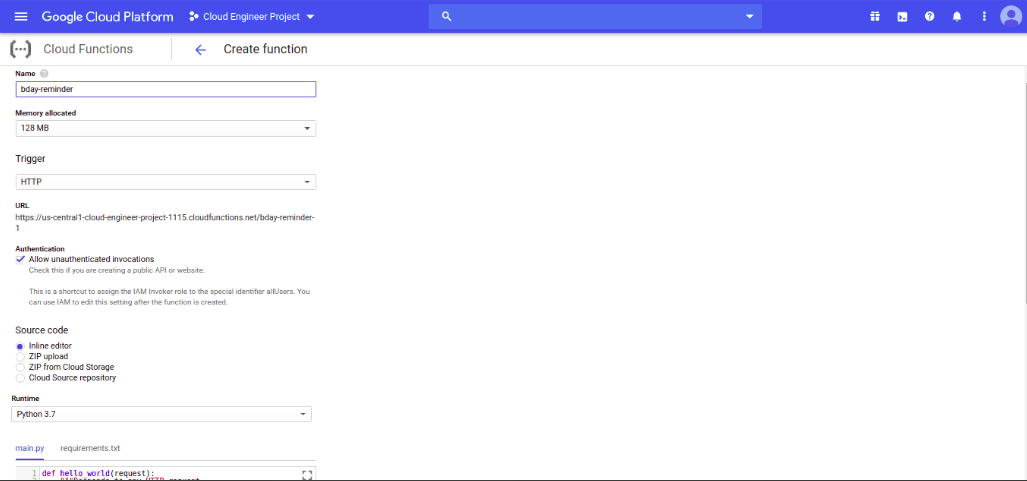 Google Cloud Platform
Cloud Engineer Project
Cloud Functions
Create function
Name
bday-reminder
Memory allocated
128 MB
Trigger
HTTP
URL
https://us-central1-cloud-engineer-project-1115.cloudfunctions.net/bday-reminder-
1
Authentication
Allow unauthenticated invocations
Check this if you are creating a public API or website.
This is a shortcut to assign the IAM Invoker role to the special identifier allUsers. You
can use IAM to edit this setting after the function is created.
Source code
Inline editor
ZIP upload
ZIP from Cloud Storage
Cloud Source repository
Runtime
Python 3.7
main.py requirements.txt
1 def hello_world(request):